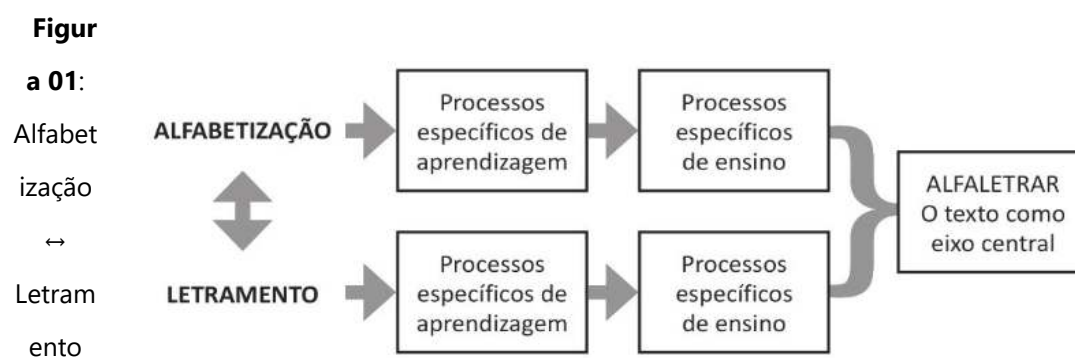 Figur
a 01:
Alfabet
ização
↔
Letram
ento
ALFABETIZAÇÃO
Processos
específicos de
aprendizagem
Processos
específicos
de ensino
LETRAMENTO
Processos
específicos de
aprendizagem
Processos
específicos
de ensino
ALFALETRAR
O texto como
eixo central